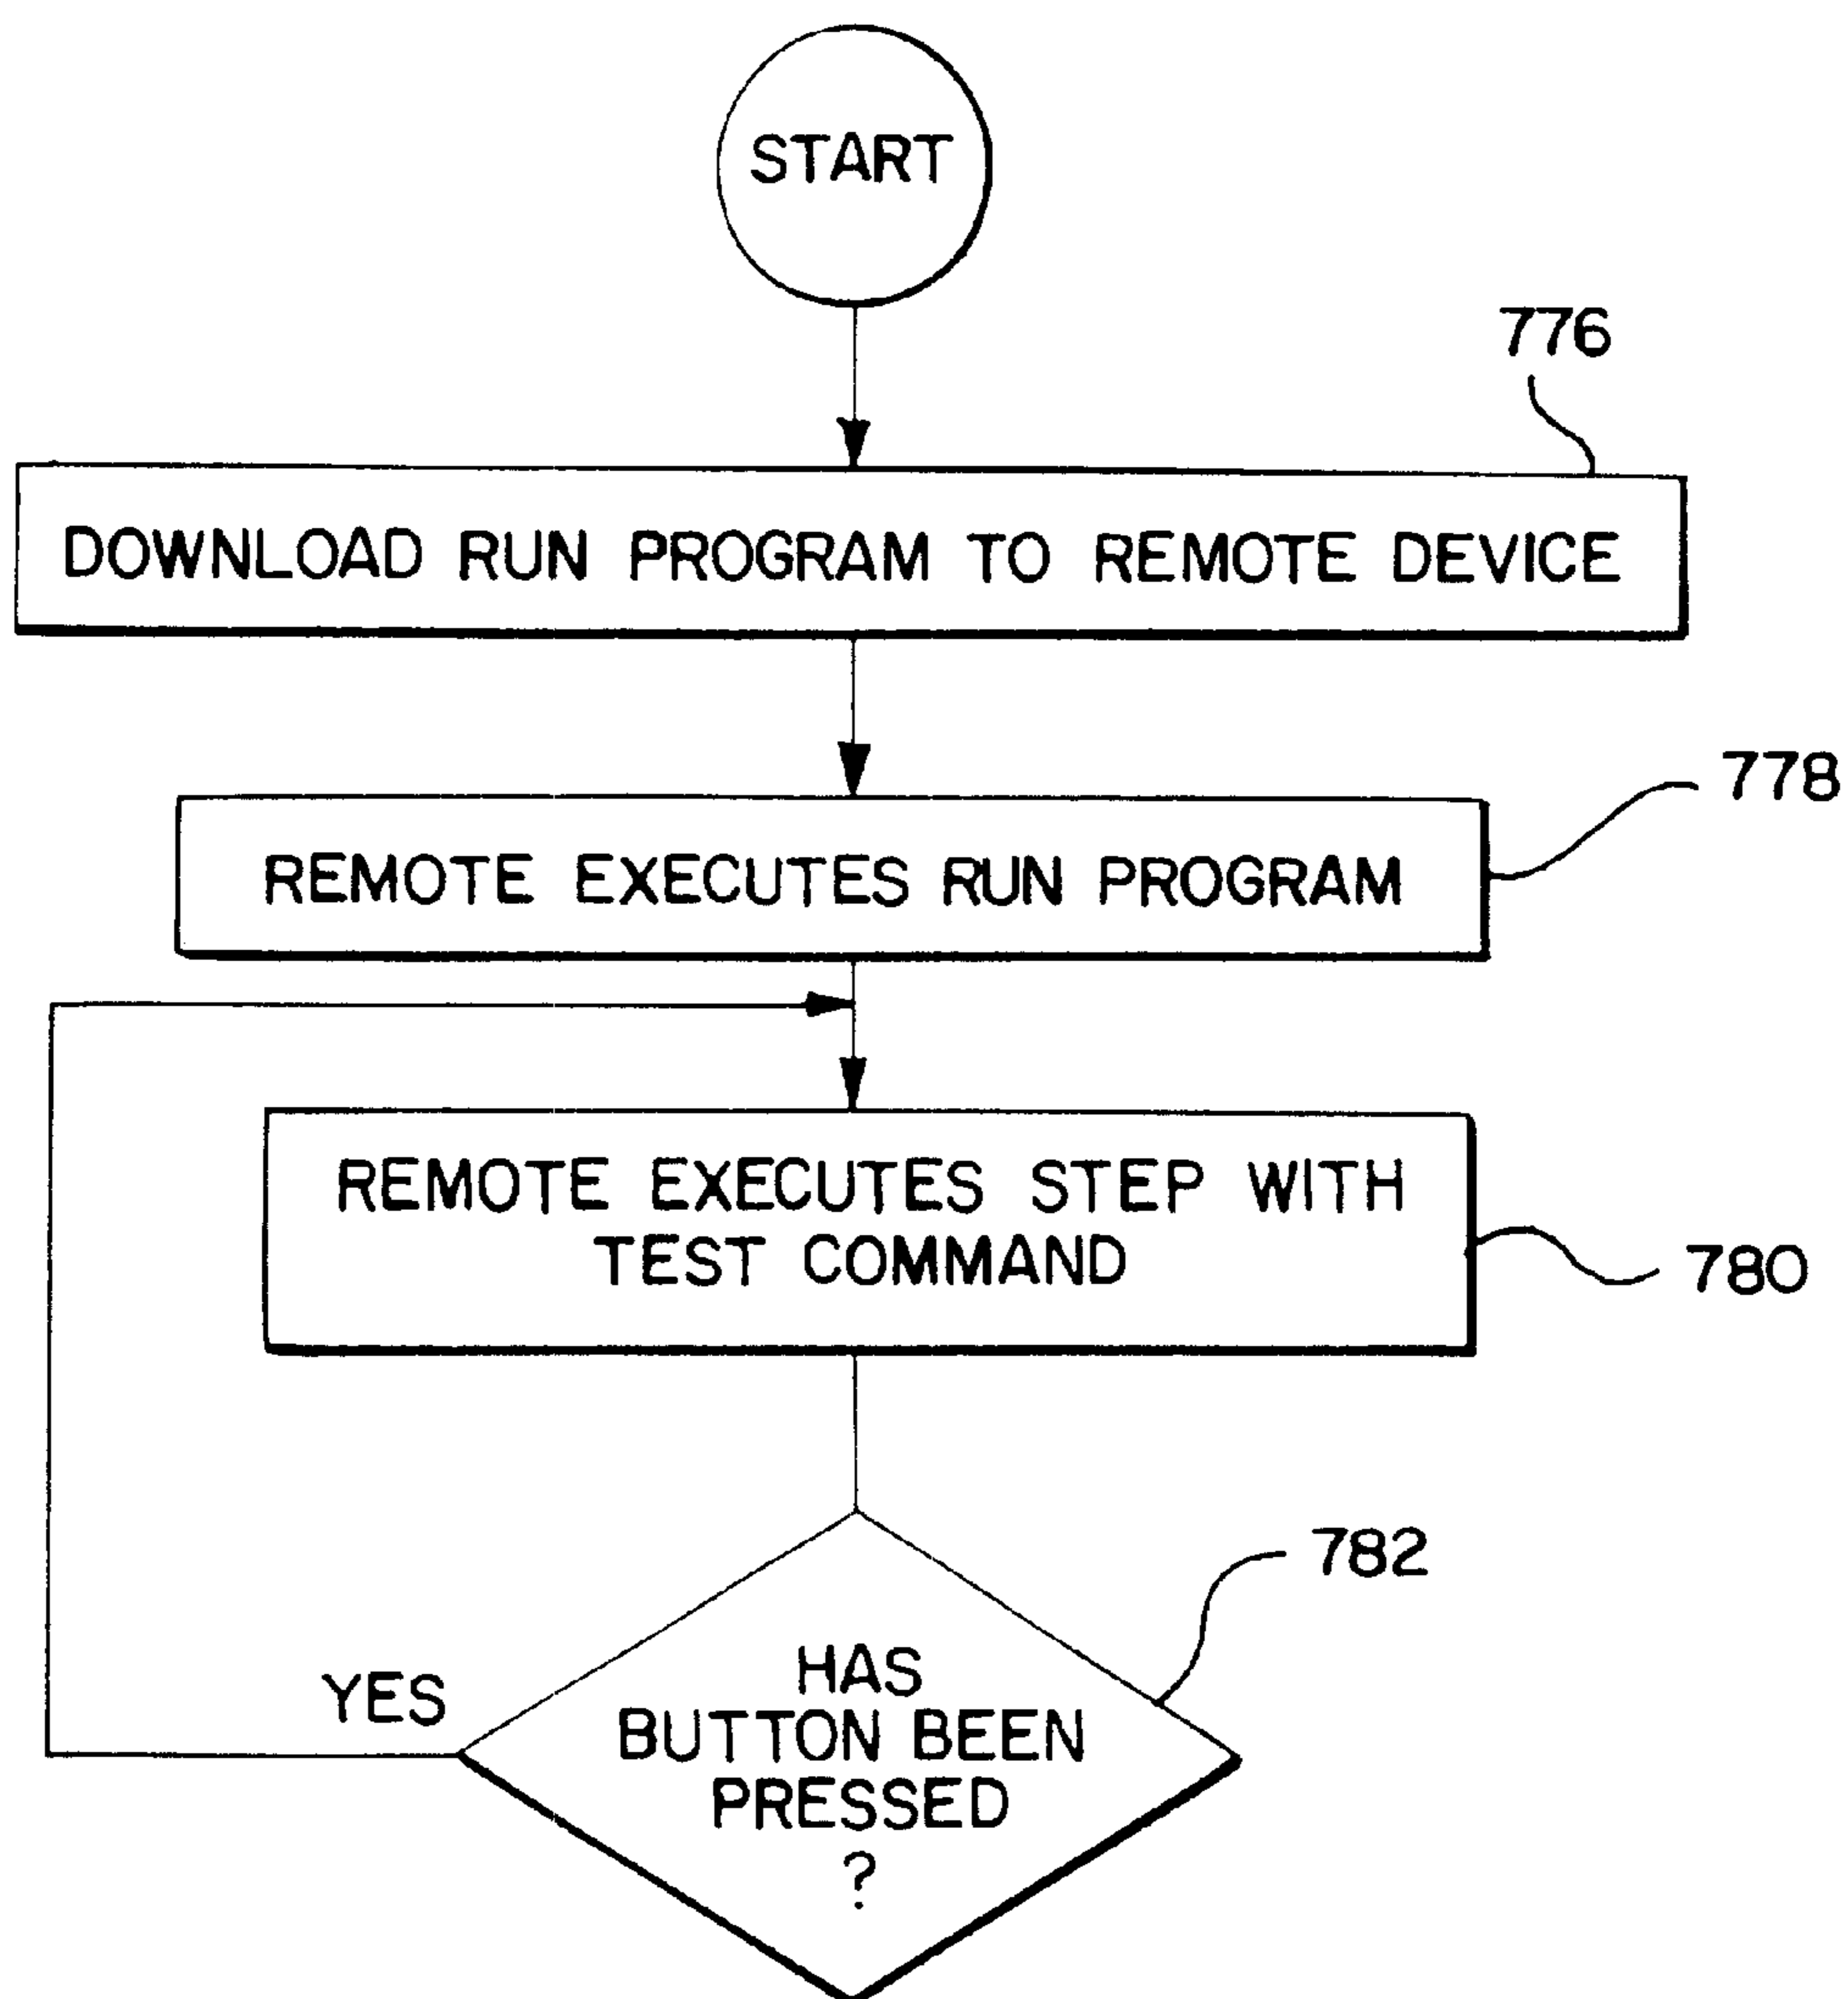 START
776
DOWNLOAD RUN PROGRAM TO REMOTE DEVICE
778
REMOTE EXECUTES RUN PROGRAM
REMOTE EXECUTES STEP WITH
TEST COMMAND
780
782
YES
HAS
BUTTON BEEN
PRESSED
?